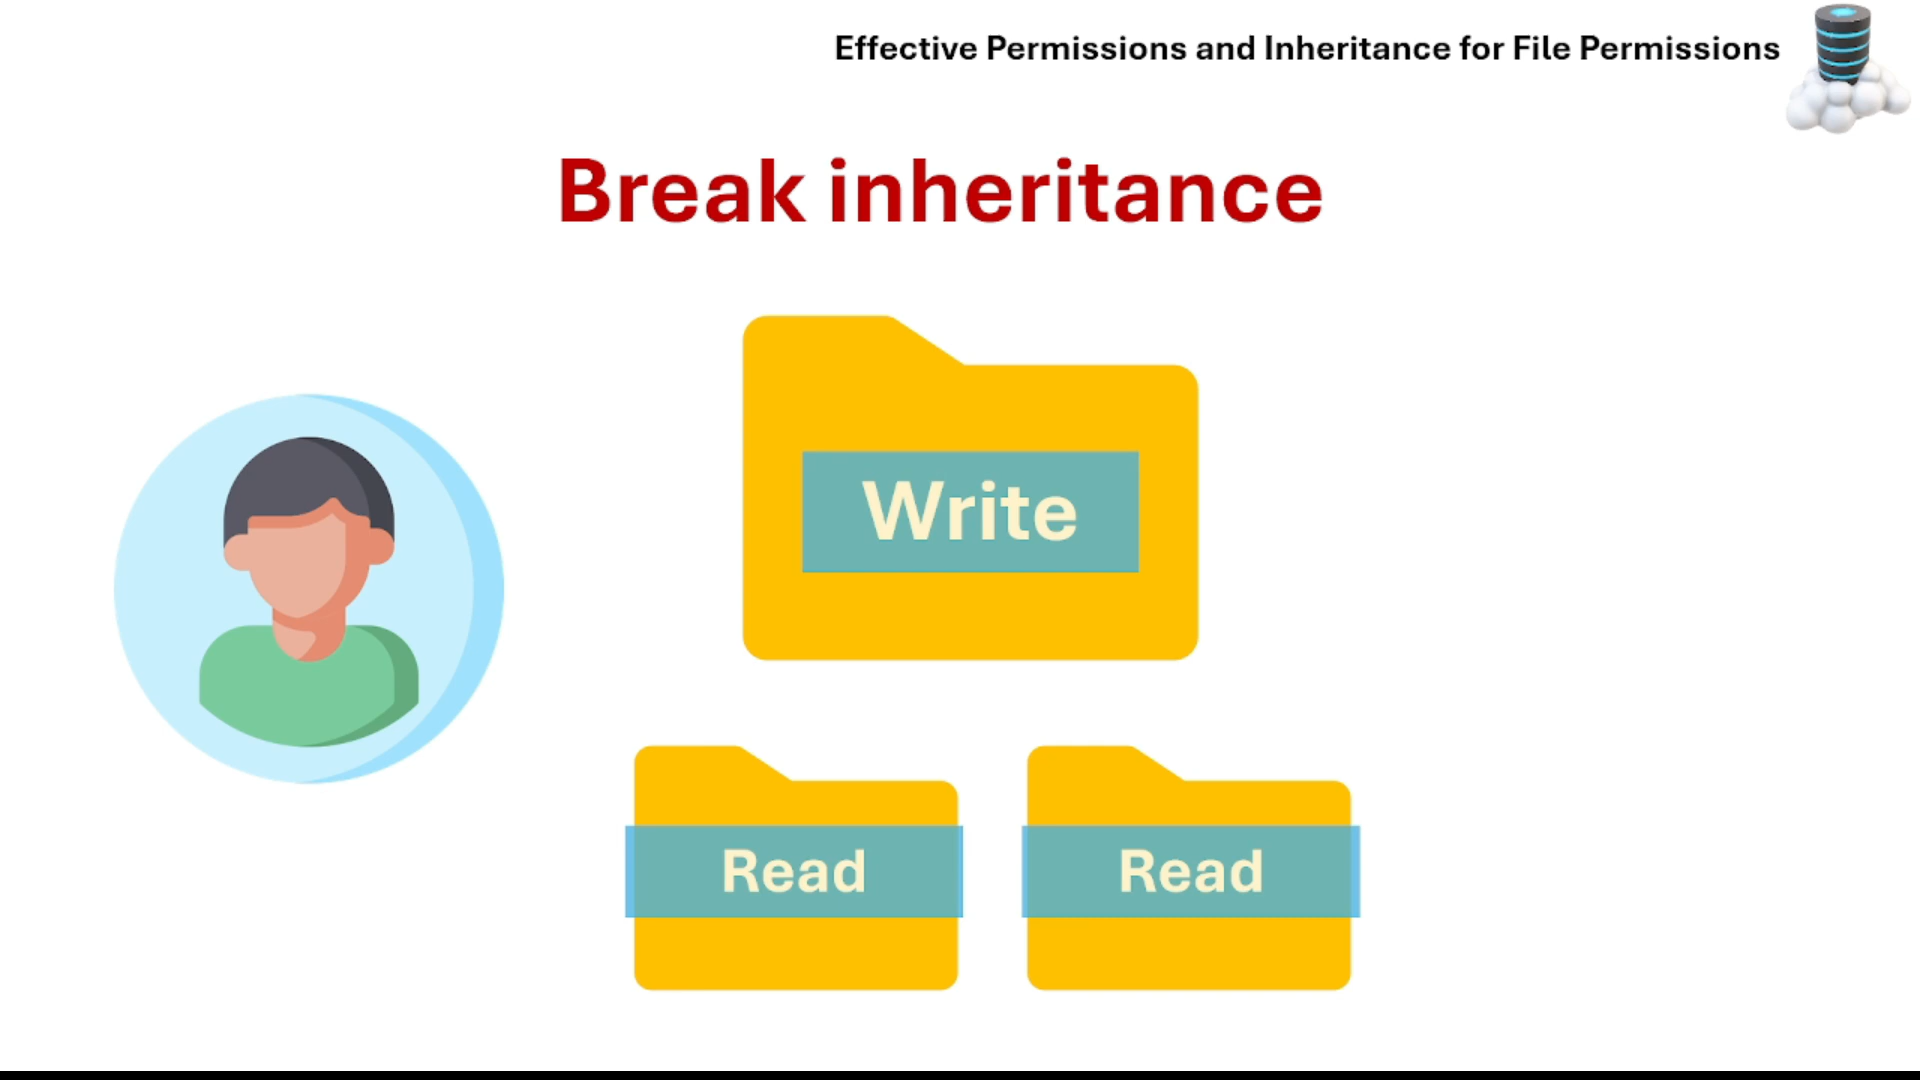 Effective Permissions and Inheritance for File Permissions
Break inheritance
Write
Read
Read